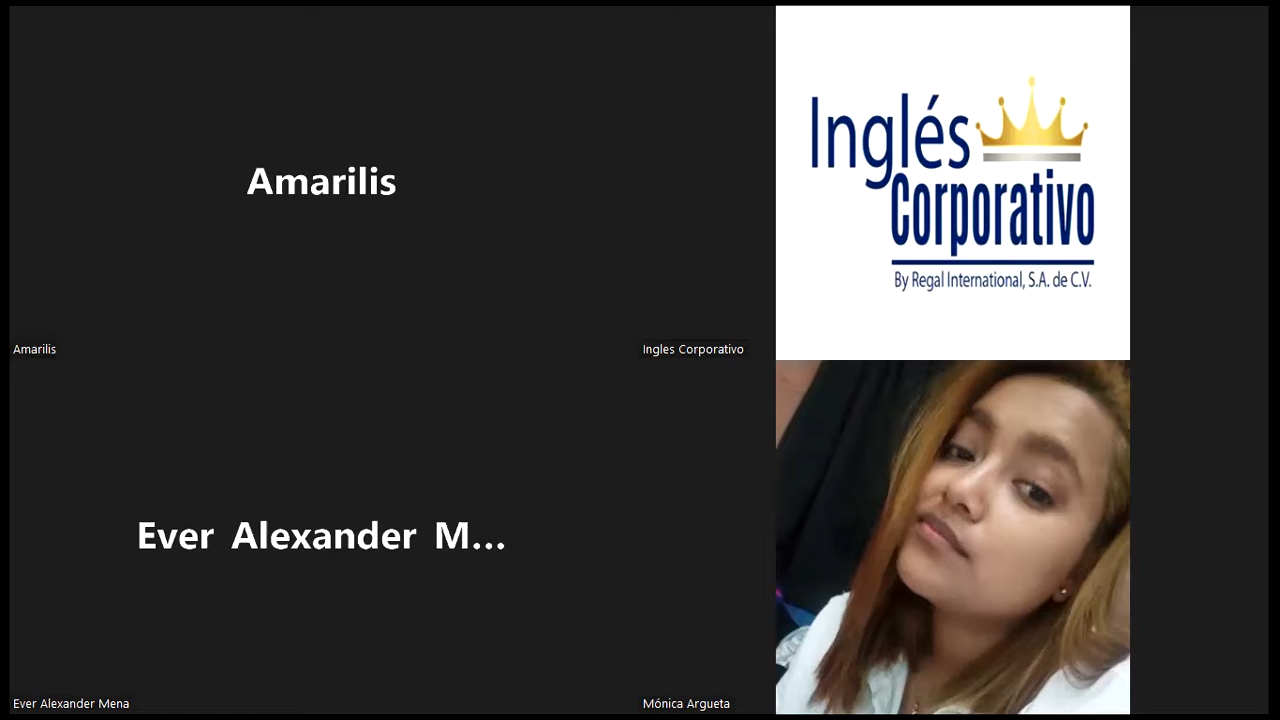 Amarilis
Inglés
Corporativo
By Regal International, S.A. de C.V.
Amarilis
Ingles Corporativo
Ever Alexander M...
Ever Alexander Mena
Mónica Argueta